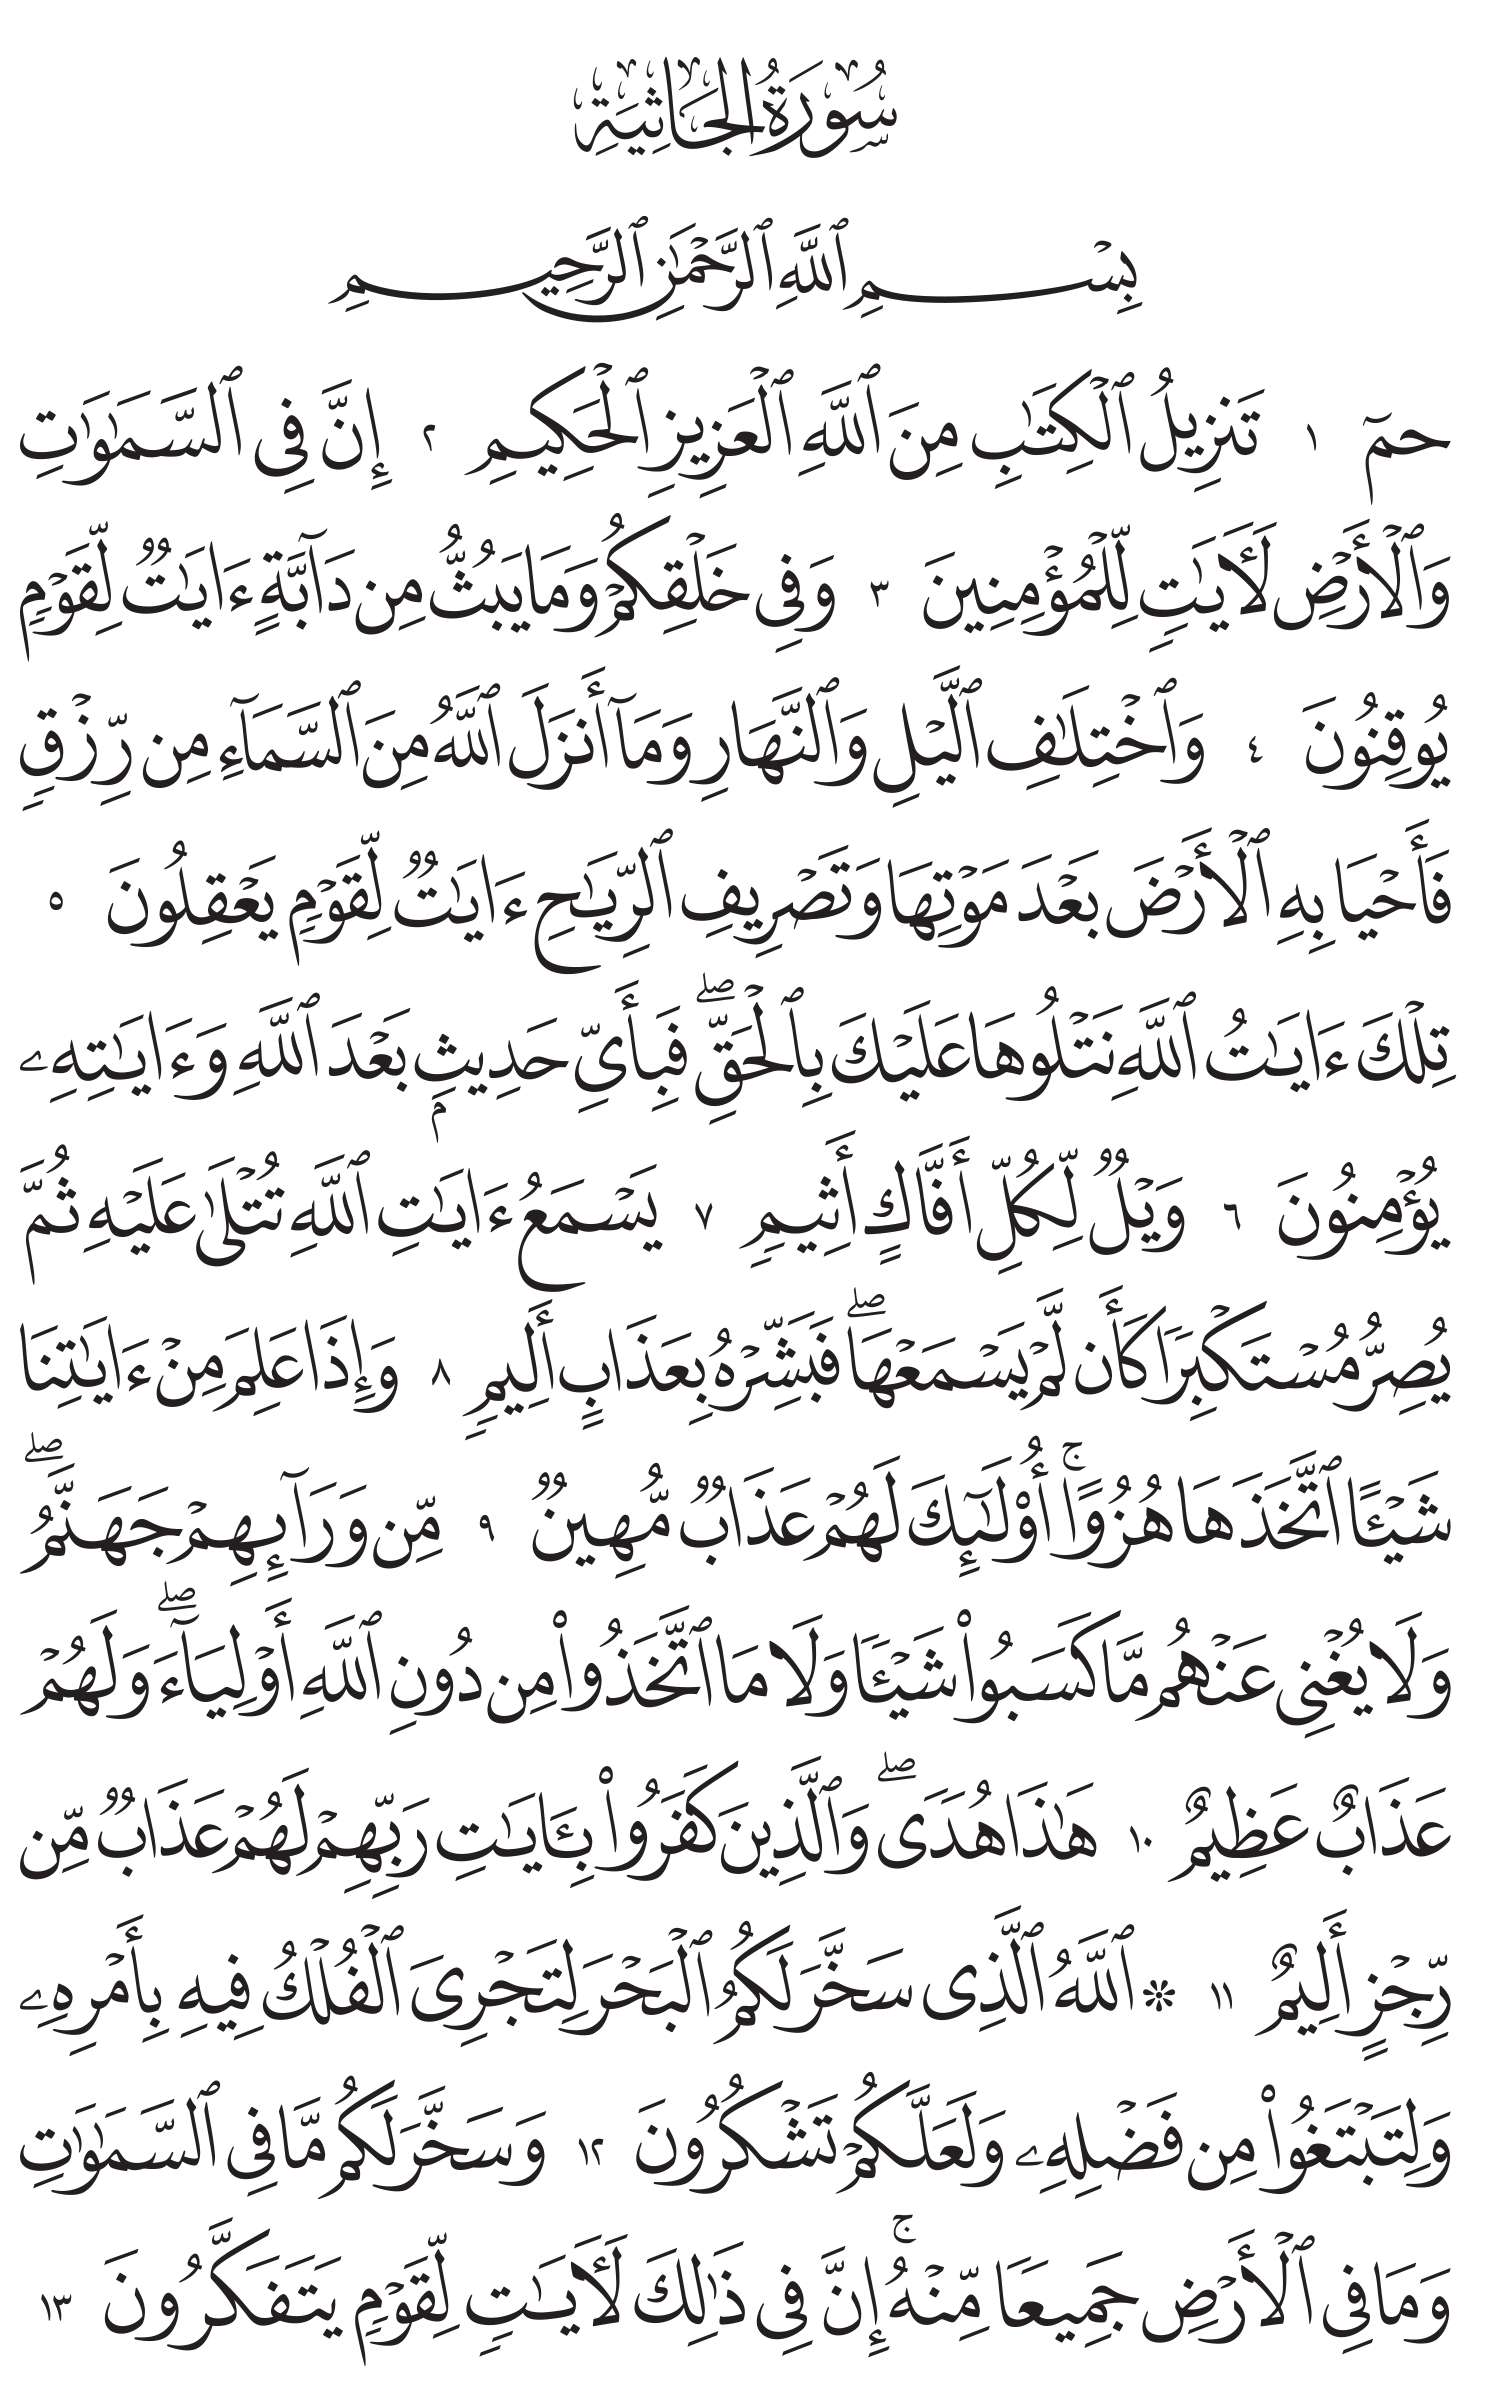 سُورَةُ الجَاثِيَةِ
بِسْمِ ٱللَّهِ ٱلرَّحْمَٰنِ ٱلرَّحِيمِ
حمٓ ١ تَنزِيلُ ٱلْكِتَٰبِ مِنَ ٱللَّهِ ٱلْعَزِيزِ ٱلْحَكِيمِ ٢ إِنَّ فِى ٱلسَّمَٰوَٰتِ
وَٱلْأَرْضِ لَأٓيَٰتٍ لِّلْمُؤْمِنِينَ ٣ وَفِى خَلْقِكُمْ وَمَا يَبُثُّ مِن دَآبَّةٍ ءَايَٰتٌ لِّقَوْمٍ
يُوقِنُونَ ٤ وَٱخْتِلَٰفِ ٱلَّيْلِ وَٱلنَّهَارِ وَمَآ أَنزَلَ ٱللَّهُ مِنَ ٱلسَّمَآءِ مِن رِّزْقٍ
فَأَحْيَا بِهِ ٱلْأَرْضَ بَعْدَ مَوْتِهَا وَتَصْرِيفِ ٱلرِّيَٰحِ ءَايَٰتٌ لِّقَوْمٍ يَعْقِلُونَ ٥
تِلْكَ ءَايَٰتُ ٱللَّهِ نَتْلُوهَا عَلَيْكَ بِٱلْحَقِّۖ فَبِأَىِّ حَدِيثٍۭ بَعْدَ ٱللَّهِ وَءَايَٰتِهِۦ
يُؤْمِنُونَ ٦ وَيْلٌ لِّكُلِّ أَفَّاكٍ أَثِيمٍ ٧ يَسْمَعُ ءَايَٰتِ ٱللَّهِ تُتْلَىٰ عَلَيْهِ ثُمَّ
يُصِرُّ مُسْتَكْبِرًا كَأَن لَّمْ يَسْمَعْهَاۖ فَبَشِّرْهُ بِعَذَابٍ أَلِيمٍ ٨ وَإِذَا عَلِمَ مِنْ ءَايَٰتِنَا
شَيْـًٔا ٱتَّخَذَهَا هُزُوًاۚ أُو۟لَٰٓئِكَ لَهُمْ عَذَابٌ مُّهِينٌ ٩ مِّن وَرَآئِهِمْ جَهَنَّمُۖ
وَلَا يُغْنِى عَنْهُم مَّا كَسَبُوا۟ شَيْـًٔا وَلَا مَا ٱتَّخَذُوا۟ مِن دُونِ ٱللَّهِ أَوْلِيَآءَۖ وَلَهُمْ
عَذَابٌ عَظِيمٌ ١٠ هَٰذَا هُدًىۖ وَٱلَّذِينَ كَفَرُوا۟ بِـَٔايَٰتِ رَبِّهِمْ لَهُمْ عَذَابٌ مِّن
رِّجْزٍ أَلِيمٌ ١١ ۞ ٱللَّهُ ٱلَّذِى سَخَّرَ لَكُمُ ٱلْبَحْرَ لِتَجْرِىَ ٱلْفُلْكُ فِيهِ بِأَمْرِهِۦ
وَلِتَبْتَغُوا۟ مِن فَضْلِهِۦ وَلَعَلَّكُمْ تَشْكُرُونَ ١٢ وَسَخَّرَ لَكُم مَّا فِى ٱلسَّمَٰوَٰتِ
وَمَا فِى ٱلْأَرْضِ جَمِيعًا مِّنْهُۚ إِنَّ فِى ذَٰلِكَ لَأٓيَٰتٍ لِّقَوْمٍ يَتَفَكَّرُونَ ١٣